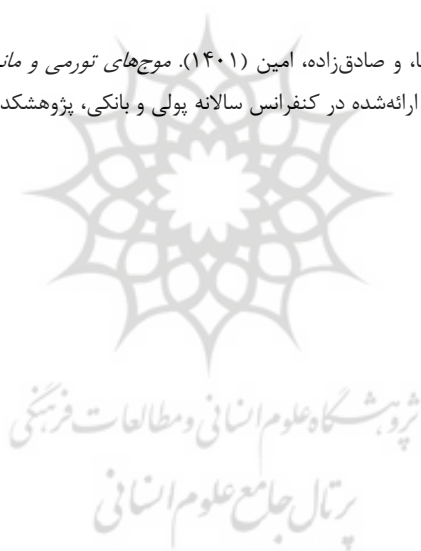 ا، و صادق‌زاده، امین (۱۴۰۱). موج‌های تورمی و مان
ارائه‌شده در کنفرانس سالانه پولی و بانکی، پژوهشکد
پژوهشگاه علوم انسانی و مطالعات فرهنگی
پرتال جامع علوم انسانی